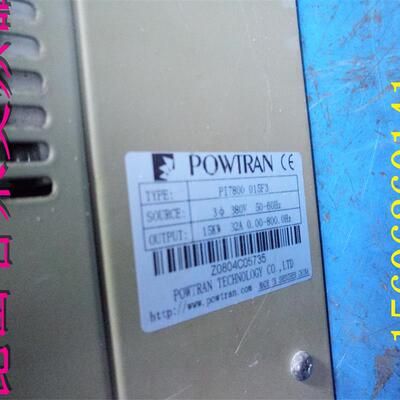 POWTRAN CE
TYPE: PI7800 015F3
SOURCE: 3ф 380V 50-60Hz
OUTPUT: 15KW 32A 0.00-800.0Hz
Z0804C05735
POWTRAN TECHNOLOGY CO.,LTD
http://www.powtran.com MADE IN SHENZHEN CHINA